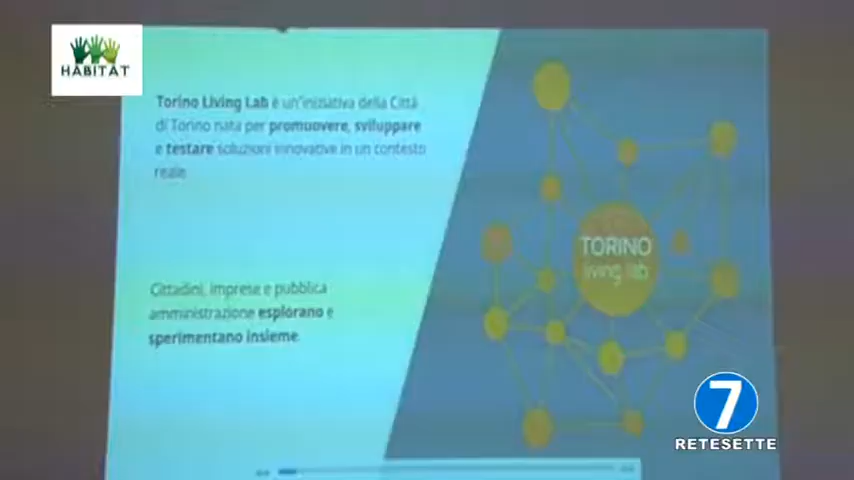 HABITAT
Torino Living Lab è un'iniziativa della Città
di Torino nata per promuovere, sviluppare
e testare soluzioni innovative in un contesto
reale
Cittadini, imprese e pubblica
amministrazione esplorano e
sperimentano insieme.
TORINO
living lab
7
RETESETTE